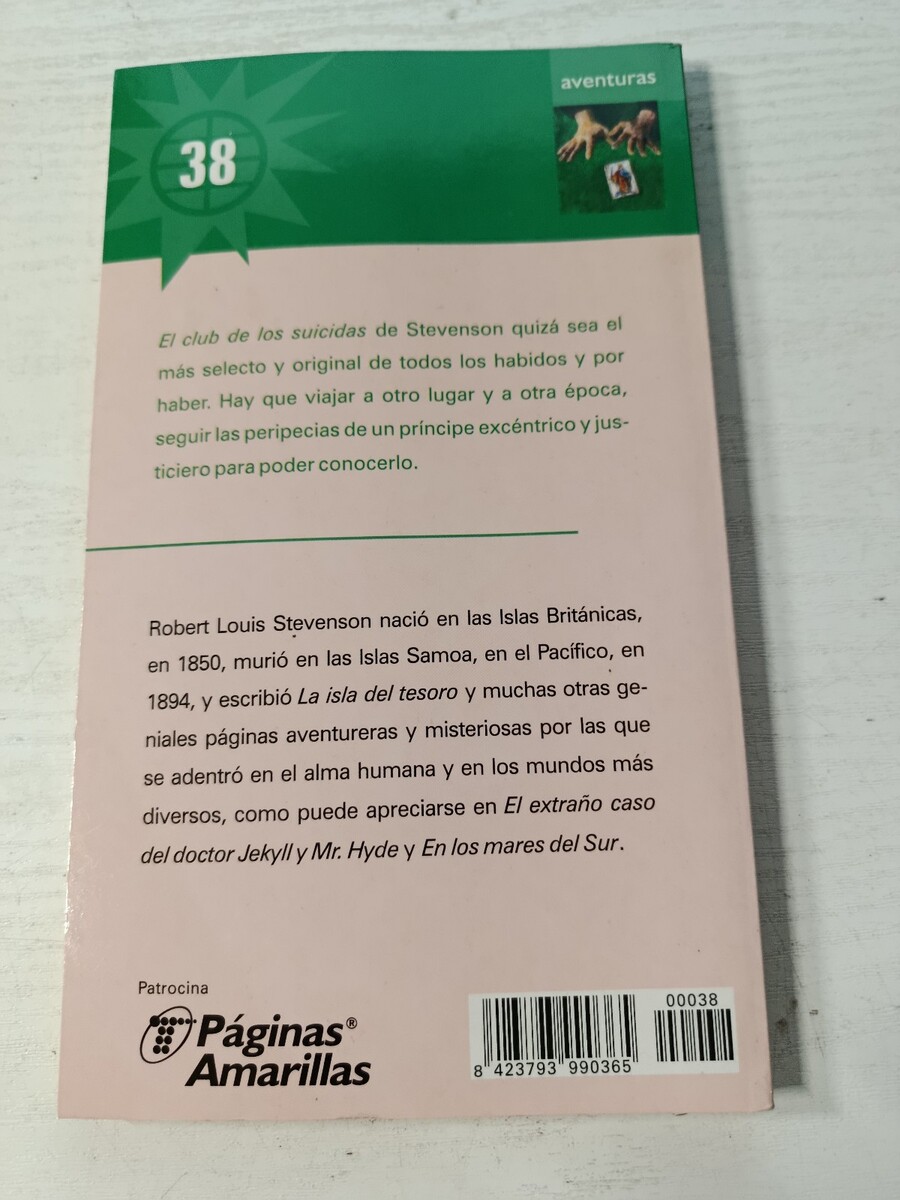 38
aventuras
El club de los suicidas de Stevenson quizá sea el
más selecto y original de todos los habidos y por
haber. Hay que viajar a otro lugar y a otra época,
seguir las peripecias de un príncipe excéntrico y jus-
ticiero para poder conocerlo.
Robert Louis Stevenson nació en las Islas Británicas,
en 1850, murió en las Islas Samoa, en el Pacífico, en
1894, y escribió La isla del tesoro y muchas otras ge-
niales páginas aventureras y misteriosas por las que
se adentró en el alma humana y en los mundos más
diversos, como puede apreciarse en El extraño caso
del doctor Jekyll y Mr. Hyde y En los mares del Sur.
Patrocina
Páginas®
Amarillas
00038
8 423793 990365